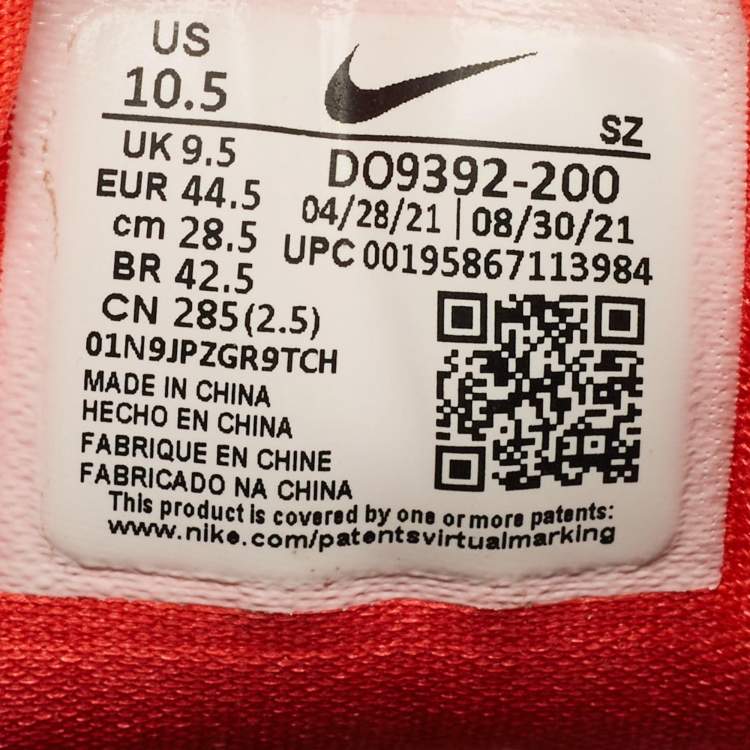 US
10.5
SZ
UK 9.5
DO9392-200
EUR 44.5
04/28/21 | 08/30/21
cm 28.5
UPC 00195867113984
BR 42.5
CN 285(2.5)
01N9JPZGR9TCH
MADE IN CHINA
HECHO EN CHINA
FABRIQUE EN CHINE
FABRICADO NA CHINA
This product is covered by one or more patents:
www.nike.com/patentsvirtualmarking